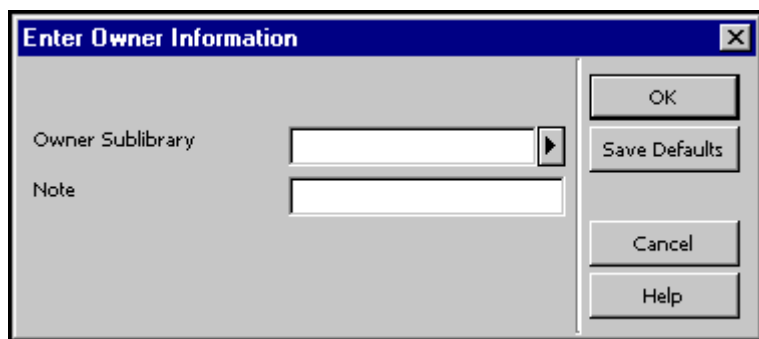 Enter Owner Information
OK
Owner Sublibrary
Save Defaults
Note
Cancel
Help